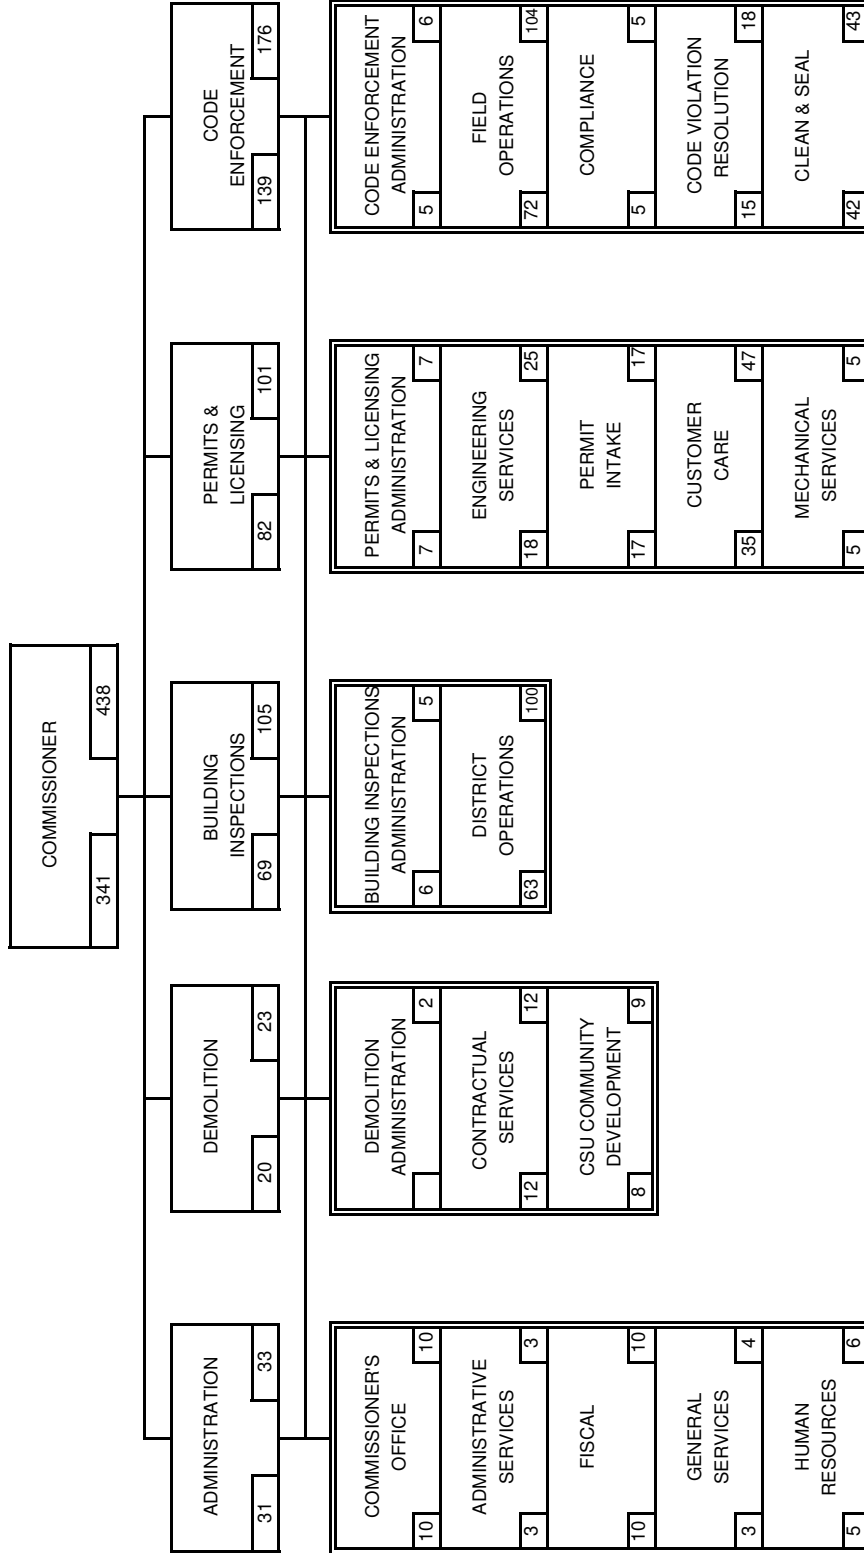 COMMISSIONER
341 438
ADMINISTRATION
31 33
DEMOLITION
20 23
BUILDING
INSPECTIONS
69 105
PERMITS &
LICENSING
82 101
CODE
ENFORCEMENT
139 176
COMMISSIONER'S
OFFICE
10 10
ADMINISTRATIVE
SERVICES
3 3
FISCAL
10 10
GENERAL
SERVICES
3 4
HUMAN
RESOURCES
5 6
DEMOLITION
ADMINISTRATION
2
CONTRACTUAL
SERVICES
12 12
CSU COMMUNITY
DEVELOPMENT
8 9
BUILDING INSPECTIONS
ADMINISTRATION
6 5
DISTRICT
OPERATIONS
63 100
PERMITS & LICENSING
ADMINISTRATION
7 7
ENGINEERING
SERVICES
18 25
PERMIT
INTAKE
17 17
CUSTOMER
CARE
35 47
MECHANICAL
SERVICES
5 5
CODE ENFORCEMENT
ADMINISTRATION
5 6
FIELD
OPERATIONS
72 104
COMPLIANCE
5 5
CODE VIOLATION
RESOLUTION
15 18
CLEAN & SEAL
42 43